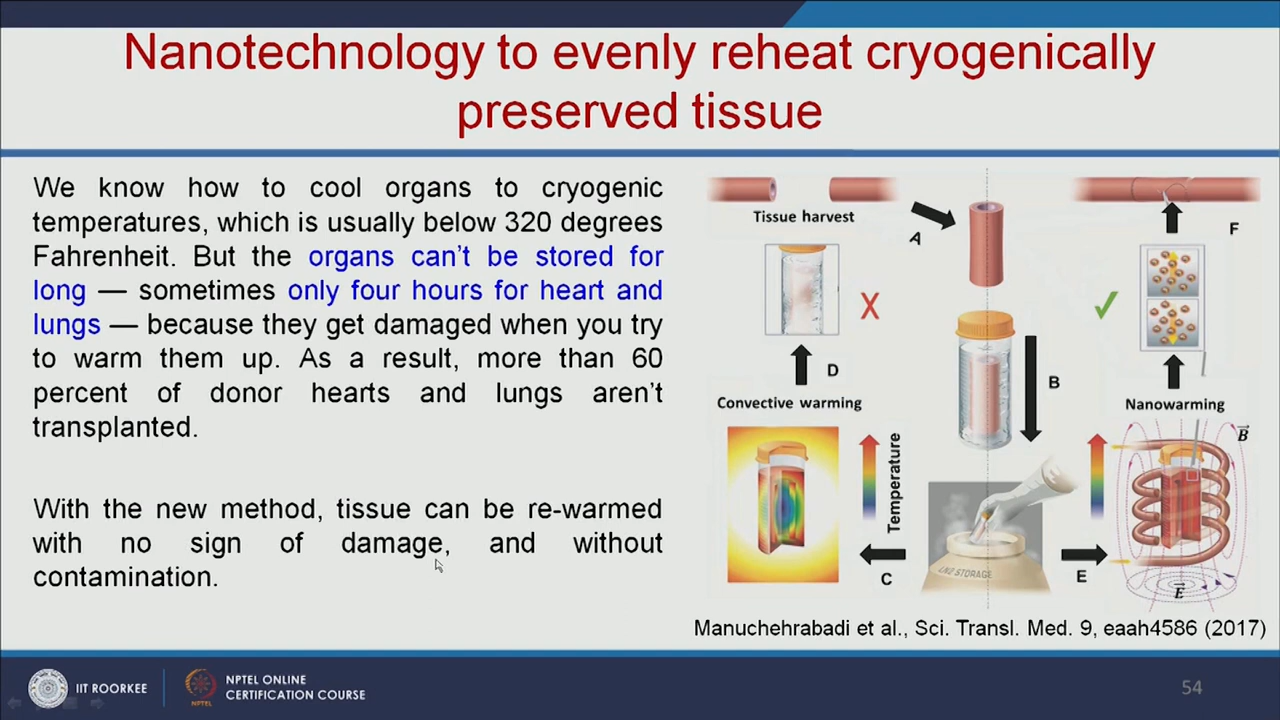 Nanotechnology to evenly reheat cryogenically
preserved tissue
We know how to cool organs to cryogenic
temperatures, which is usually below 320 degrees
Fahrenheit. But the organs can't be stored for
long — sometimes only four hours for heart and
lungs — because they get damaged when you try
to warm them up. As a result, more than 60
percent of donor hearts and lungs aren't
transplanted.
With the new method, tissue can be re-warmed
with no sign of damage, and without
contamination.
Tissue harvest
A
F
X
✓
D
B
Convective warming
Nanowarming
Temperature
B
LN2 STORAGE
C
E
E
Manuchehrabadi et al., Sci. Transl. Med. 9, eaah4586 (2017)
IIT ROORKEE
NPTEL
NPTEL ONLINE
CERTIFICATION COURSE
54